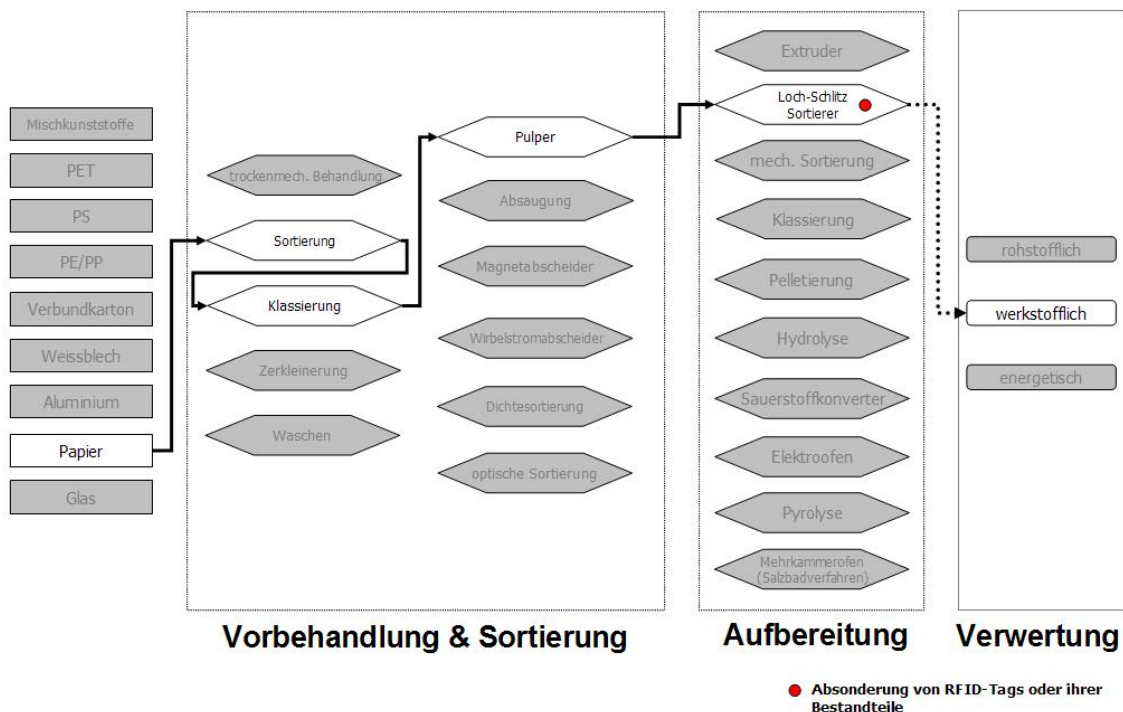 Mischkunststoffe
PET
PS
PE/PP
Verbundkarton
Weissblech
Aluminium
Papier
Glas
trockenmech. Behandlung
Sortierung
Klassierung
Zerkleinerung
Waschen
Pulper
Absaugung
Magnetabscheider
Wirbelstromabscheider
Dichtesortierung
optische Sortierung
Vorbehandlung & Sortierung
Extruder
Loch-Schlitz
Sortierer
mech. Sortierung
Klassierung
Pelletierung
Hydrolyse
Sauerstoffkonverter
Elektroofen
Pyrolyse
Mehrkammerofen
(Salzbadverfahren)
Aufbereitung
rohstofflich
werkstofflich
energetisch
Verwertung
Absonderung von RFID-Tags oder ihrer
Bestandteile